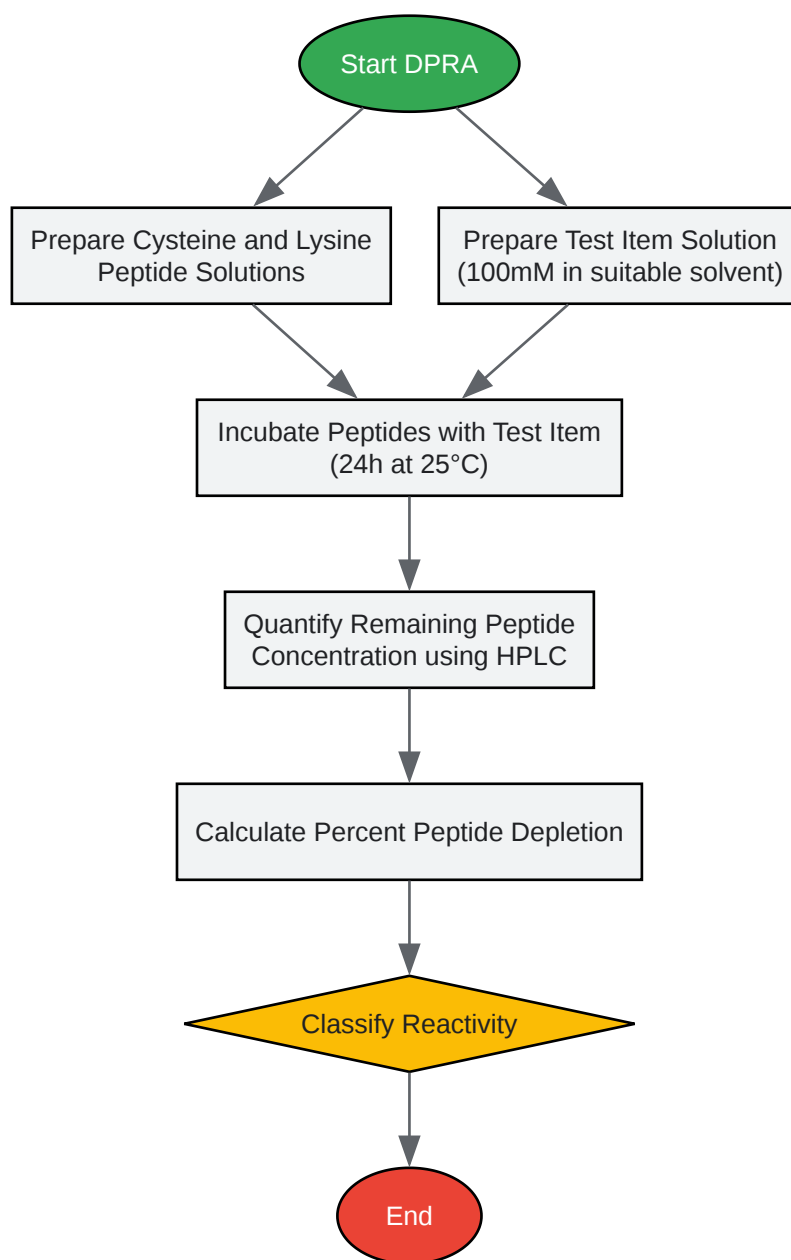 Start DPRA
Prepare Cysteine and Lysine
Peptide Solutions
Prepare Test Item Solution
(100mM in suitable solvent)
Incubate Peptides with Test Item
(24h at 25°C)
Quantify Remaining Peptide
Concentration using HPLC
Calculate Percent Peptide Depletion
Classify Reactivity
End